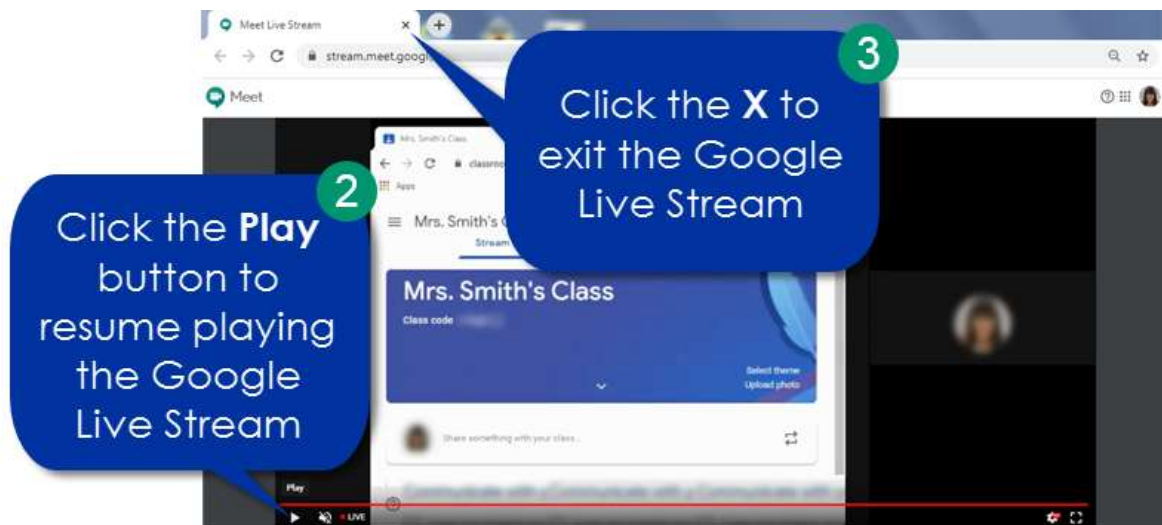 Meet Live Stream
stream.meet.goog
3
Meet
Click the X to
exit the Google
Live Stream
Mrs. Smith's Class
classroo
Apps
2
Click the Play
button to
resume playing
the Google
Live Stream
Mrs. Smith's
Stream
Mrs. Smith's Class
Class code
Select theme
Upload photo
Share something with your class...
Play
LIVE